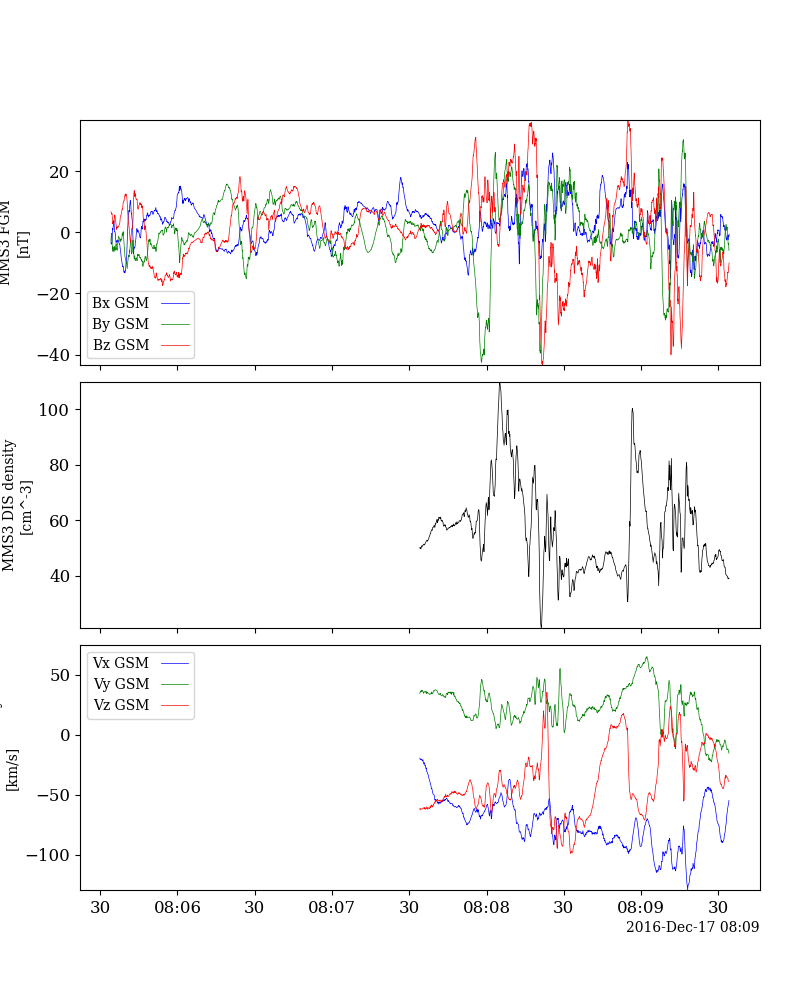 MMS3 FGM
[nT]
20
0
−20
−40
Bx GSM
By GSM
Bz GSM
MMS3 DIS density
[cm^-3]
100
80
60
40
[km/s]
50
0
−50
−100
Vx GSM
Vy GSM
Vz GSM
30
08:06
30
08:07
30
08:08
30
08:09
30
2016-Dec-17 08:09